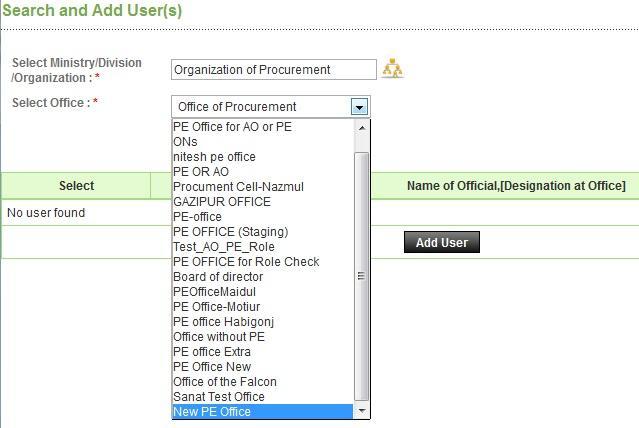 Search and Add User(s)
Select Ministry/Division
/Organization : *
Organization of Procurement
Select Office : *
Office of Procurement
PE Office for AO or PE
ONs
nitesh pe office
PE OR AO
Procument Cell-Nazmul
GAZIPUR OFFICE
PE-office
PE OFFICE (Staging)
Test_AO_PE_Role
PE OFFICE for Role Check
Board of director
PEOfficeMaidul
PE Office-Motiur
PE office Habigonj
Office without PE
PE office Extra
PE Office New
Office of the Falcon
Sanat Test Office
New PE Office
Select
Name of Official,[Designation at Office]
No user found
Add User